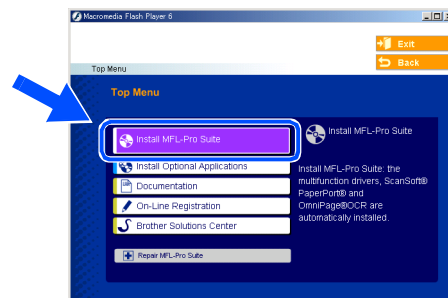 Macromedia Flash Player 6
Exit
Back
Top Menu
Top Menu
Install MFL-Pro Suite
Install Optional Applications
Documentation
On-Line Registration
Brother Solutions Center
Repair MFL-Pro Suite
Install MFL-Pro Suite
Install MFL-Pro Suite: the
multifunction drivers, ScanSoft®
PaperPort® and
OmniPage®OCR are
automatically installed.